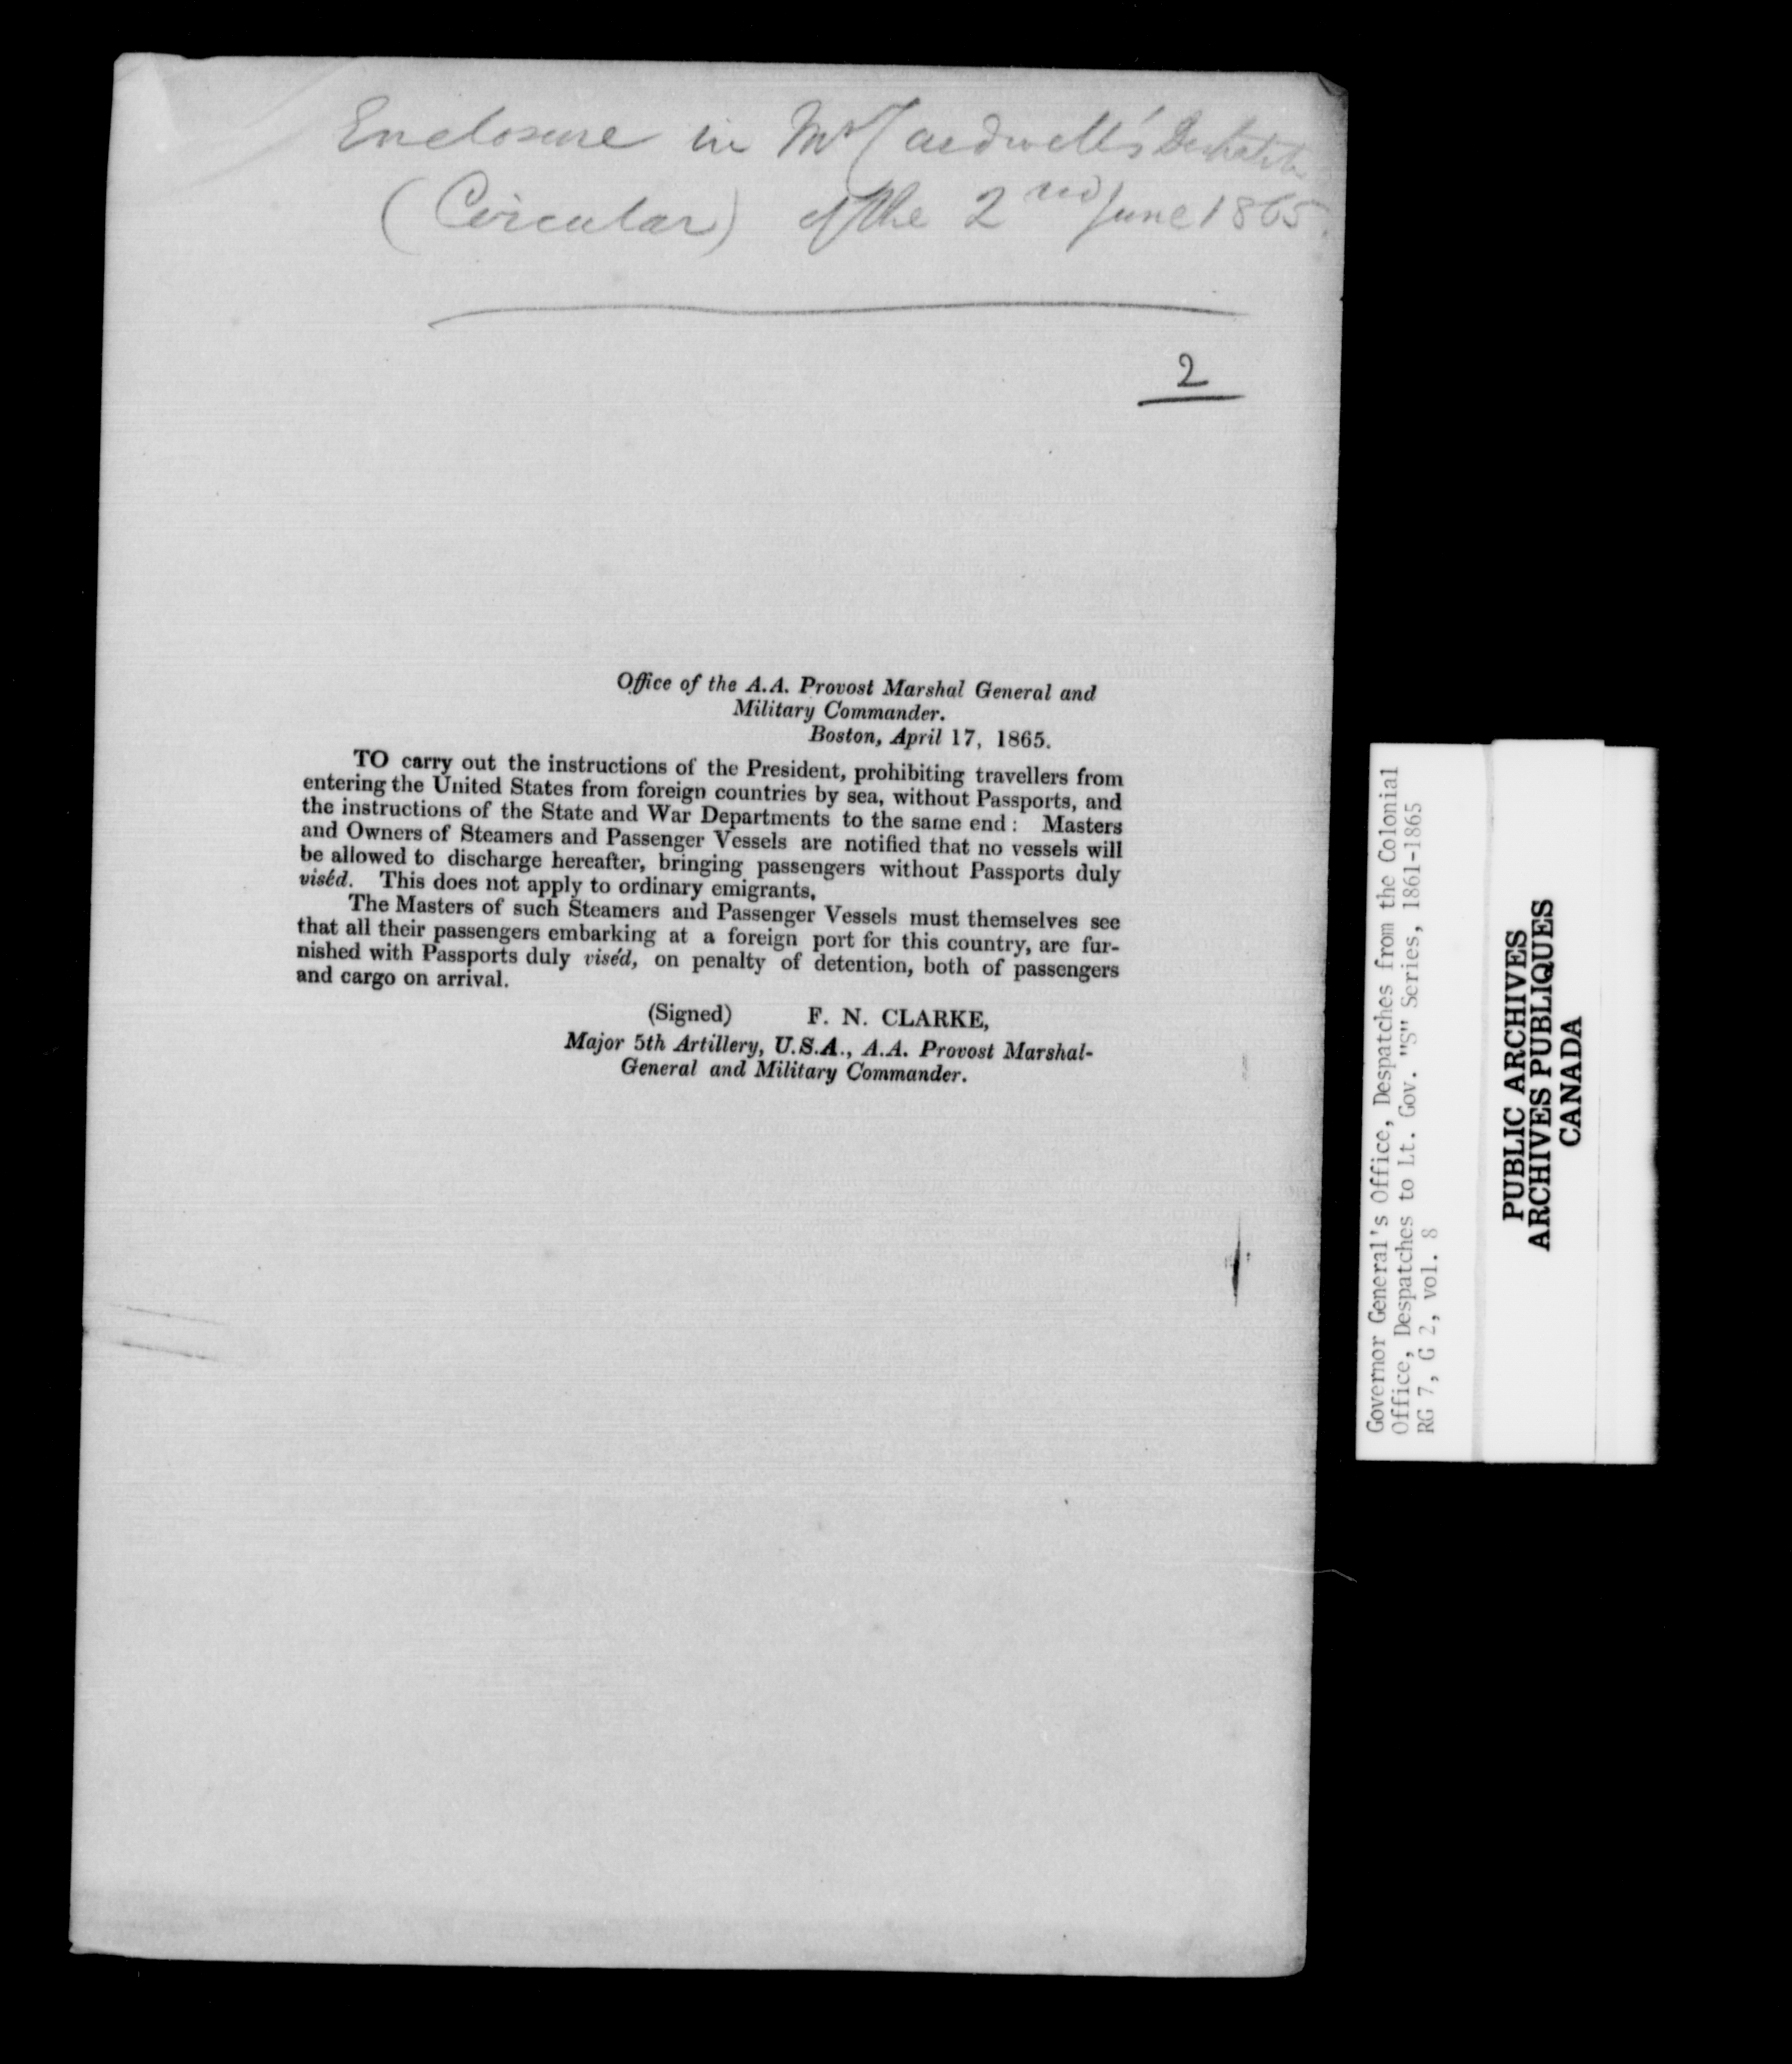 Enclosure in Mr Cardwell's Despatch
(Circular) of the 2nd June 1865.
2
Office of the A.A. Provost Marshal General and
Military Commander.
Boston, April 17, 1865.
TO carry out the instructions of the President, prohibiting travellers from
entering the United States from foreign countries by sea, without Passports, and
the instructions of the State and War Departments to the same end: Masters
and Owners of Steamers and Passenger Vessels are notified that no vessels will
be allowed to discharge hereafter, bringing passengers without Passports duly
viséd. This does not apply to ordinary emigrants.
The Masters of such Steamers and Passenger Vessels must themselves see
that all their passengers embarking at a foreign port for this country, are fur-
nished with Passports duly viséd, on penalty of detention, both of passengers
and cargo on arrival.
(Signed) F. N. CLARKE,
Major 5th Artillery, U.S.A., A.A. Provost Marshal-
General and Military Commander.
Governor General's Office, Despatches from the Colonial
Office, Despatches to Lt. Gov. "S" Series, 1861-1865
RG 7, G 2, vol. 8
PUBLIC ARCHIVES
ARCHIVES PUBLIQUES
CANADA